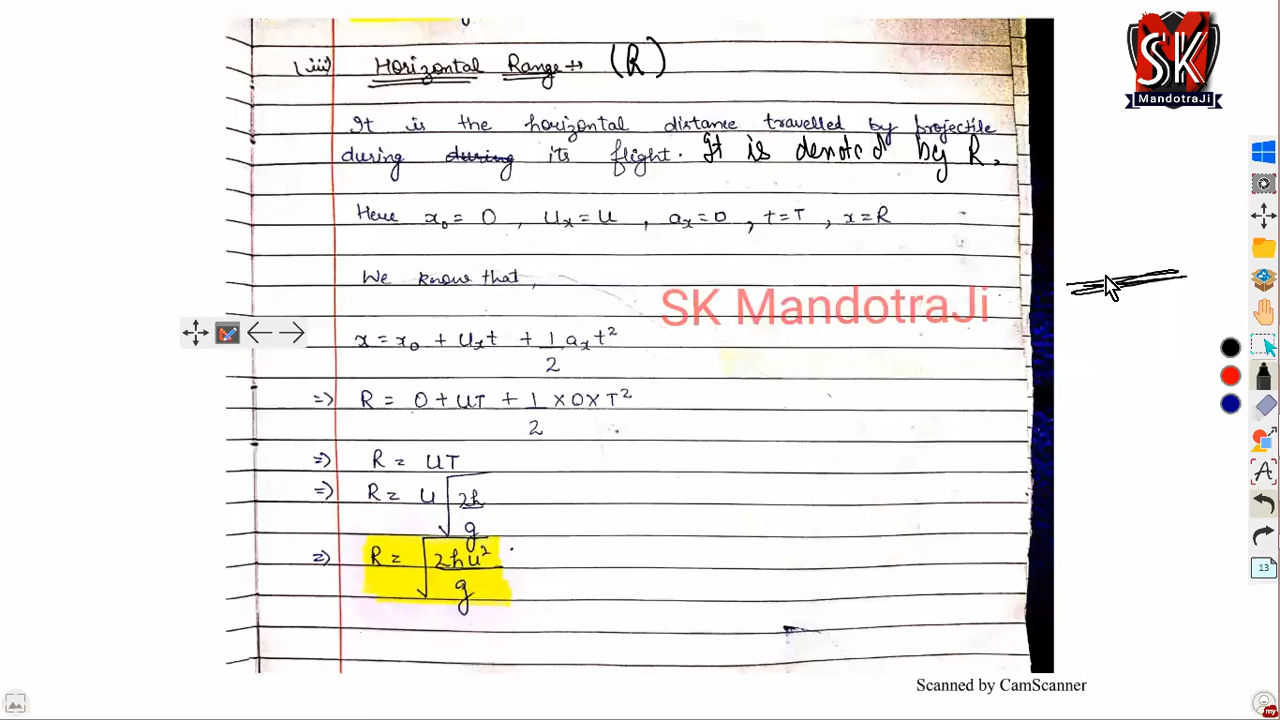 SK
MandotraJi
(iii) Horizontal Range → (R)
It is the horizontal distance travelled by projectile
during during its flight. It is denoted by R.
Here x₀ = 0 , uₓ = u , aₓ = 0 , t = T , x = R
We know that,
SK MandotraJi
x = x₀ + uₓt + 1/2 aₓt²
⇒) R = 0 + uT + 1/2 × 0 × T²
⇒) R = uT
⇒) R = u √(2h/g)
⇒) R = √(2hu²/g)
Scanned by CamScanner
13